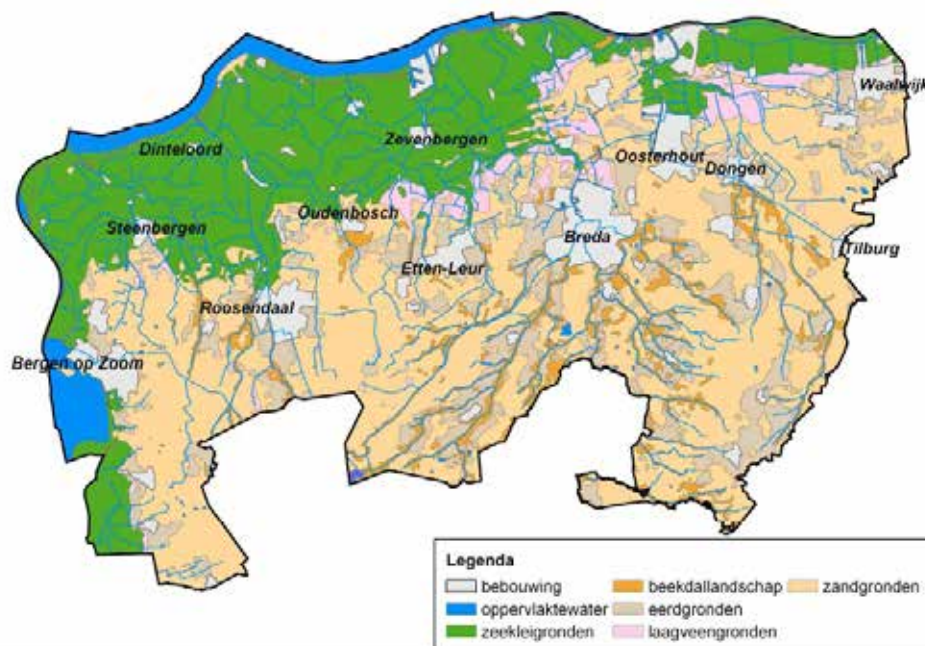 Waalwijk
Zevenbergen
Dinteloord
Oosterhout
Dongen
Oudenbosch
Steenbergen
Breda
Tilburg
Etten-Leur
Roosendaal
Bergen op Zoom
Legenda
bebouwing beekdallandschap zandgronden
oppervlaktewater eerdgronden
zeekleigronden laagveengronden